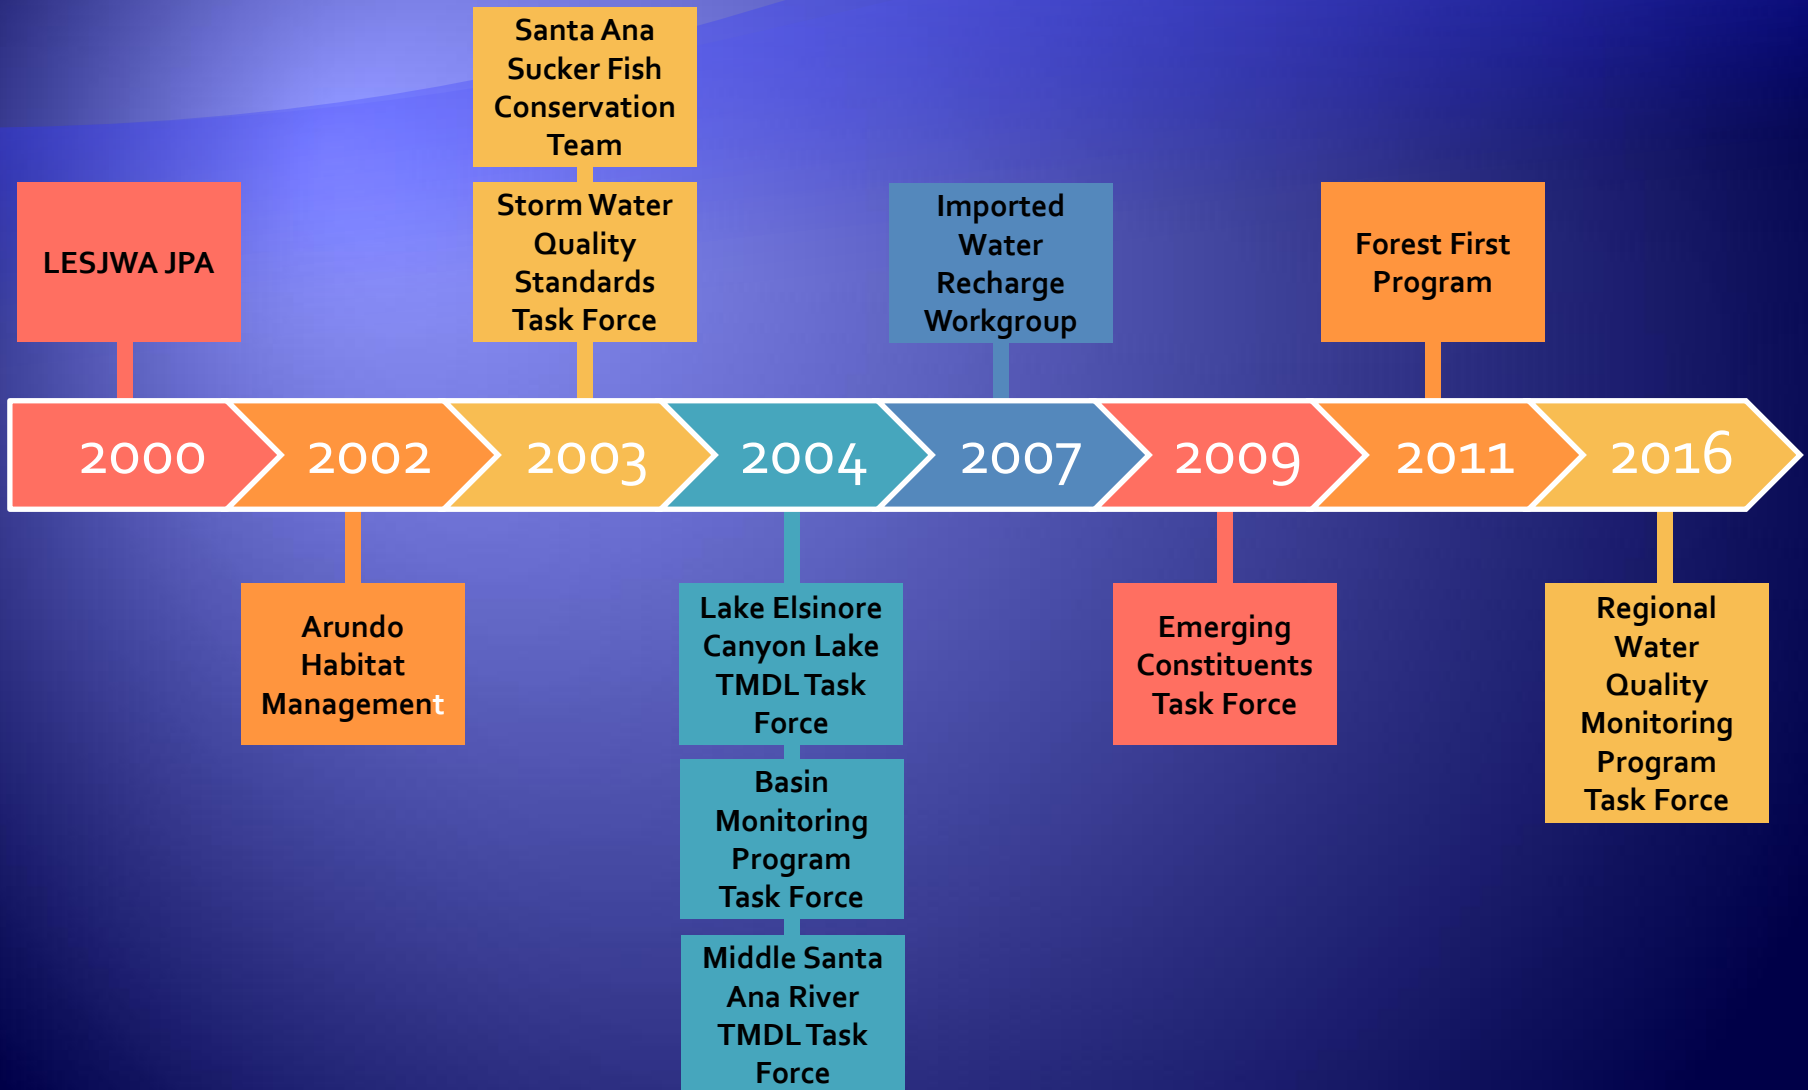 Santa Ana
Sucker Fish
Conservation
Team
LESJWA JPA
Storm Water
Quality
Standards
Task Force
Imported
Water
Recharge
Workgroup
Forest First
Program
2000
2002
2003
2004
2007
2009
2011
2016
Arundo
Habitat
Management
Lake Elsinore
Canyon Lake
TMDL Task
Force
Basin
Monitoring
Program
Task Force
Middle Santa
Ana River
TMDL Task
Force
Emerging
Constituents
Task Force
Regional
Water
Quality
Monitoring
Program
Task Force